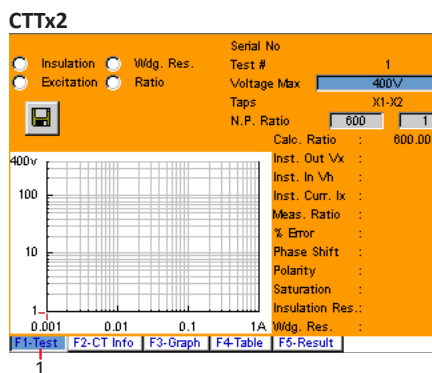 CTTx2
Serial No
Insulation Wdg. Res. Test # 1
Excitation Ratio Voltage Max 400V
Taps X1-X2
N.P. Ratio 600 1
Calc. Ratio : 600.00
Inst. Out Vx :
Inst. In Vh :
Inst. Curr. Ix :
Meas. Ratio :
% Error :
Phase Shift :
Polarity :
Saturation :
Insulation Res.:
Wdg. Res. :
400v
100
10
1
0.001 0.01 0.1 1A
F1-Test F2-CT Info F3-Graph F4-Table F5-Result
1